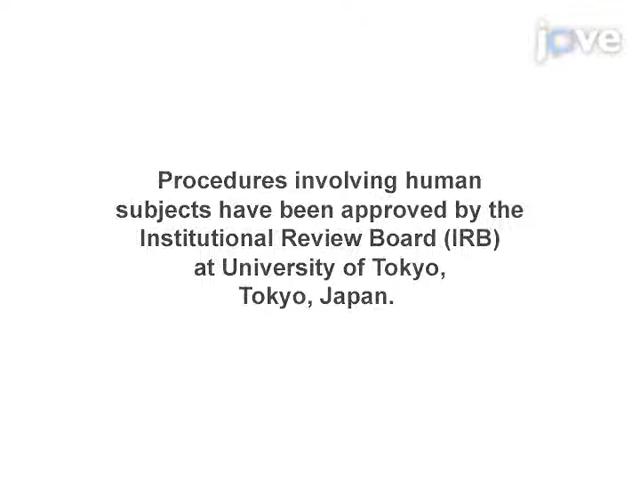 jove
Procedures involving human
subjects have been approved by the
Institutional Review Board (IRB)
at University of Tokyo,
Tokyo, Japan.